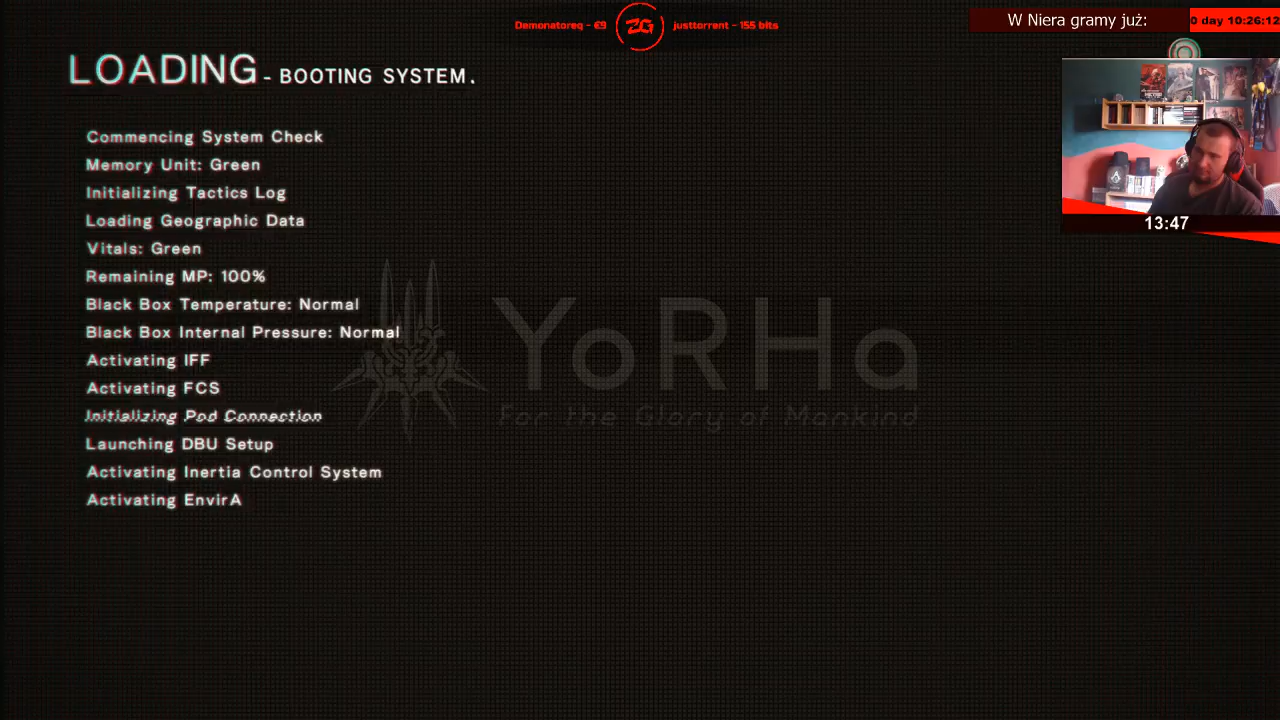 Demonatoreq - €9
ZG
justtorrent - 155 bits
W Niera gramy już:
0 day 10:26:12
LOADING - BOOTING SYSTEM.
Commencing System Check
Memory Unit: Green
Initializing Tactics Log
Loading Geographic Data
Vitals: Green
Remaining MP: 100%
Black Box Temperature: Normal
Black Box Internal Pressure: Normal
Activating IFF
Activating FCS
Initializing Pod Connection
Launching DBU Setup
Activating Inertia Control System
Activating EnvirA
YoRHa
For the Glory of Mankind
13:47